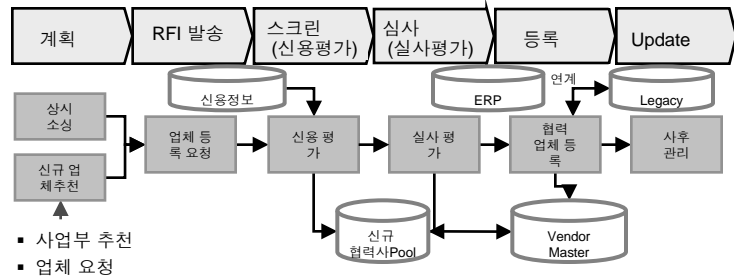 계획
RFI 발송
스크린
(신용평가)
심사
(실사평가)
등록
Update
신용정보
ERP
연계
Legacy
상시
소싱
업체 등
록 요청
신용 평
가
실사 평
가
협력
업체 등
록
사후
관리
신규 업
체추천
신규
협력사Pool
Vendor
Master
▪ 사업부 추천
▪ 업체 요청